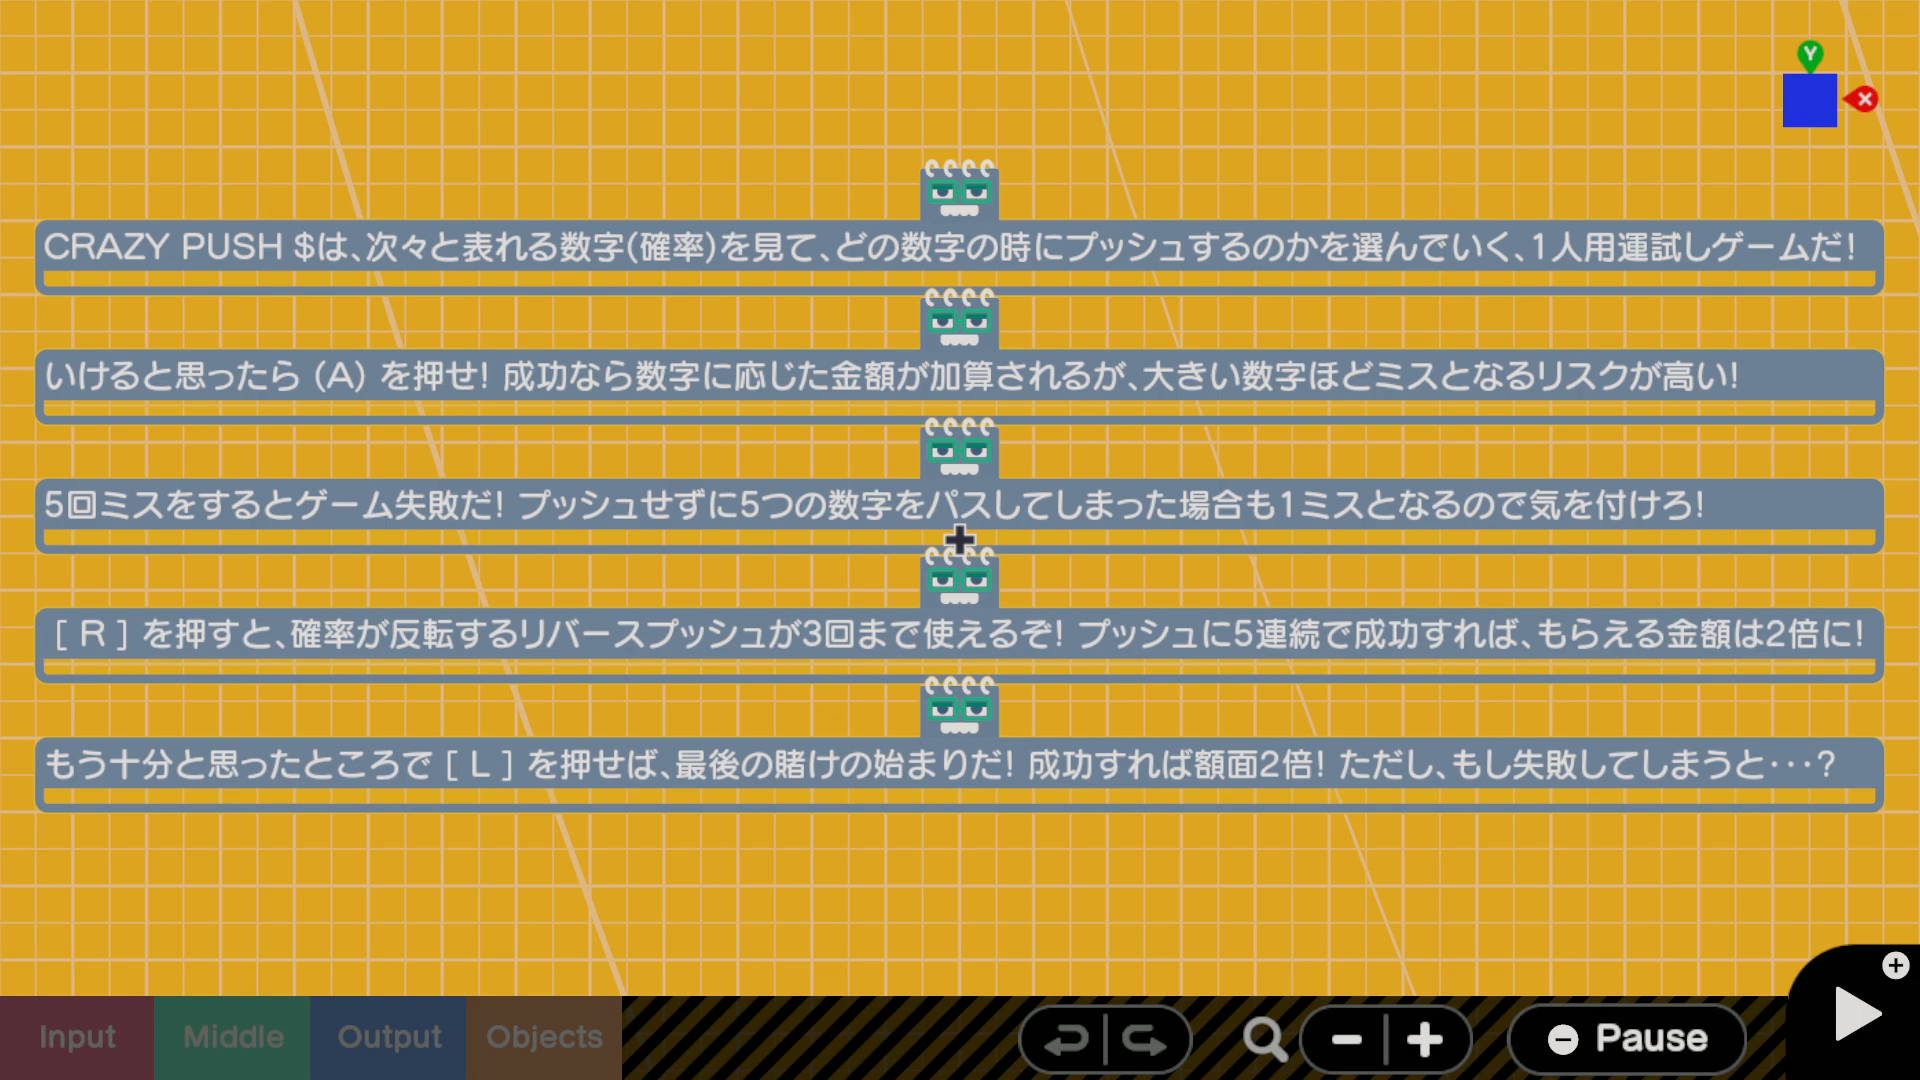 Y
X
CRAZY PUSH $は、次々と表れる数字(確率)を見て、どの数字の時にプッシュするのかを選んでいく、1人用運試しゲームだ!
いけると思ったら (A) を押せ! 成功なら数字に応じた金額が加算されるが、大きい数字ほどミスとなるリスクが高い!
5回ミスをするとゲーム失敗だ! プッシュせずに5つの数字をパスしてしまった場合も1ミスとなるので気を付けろ!
[ R ] を押すと、確率が反転するリバースプッシュが3回まで使えるぞ! プッシュに5連続で成功すれば、もらえる金額は2倍に!
もう十分と思ったところで [ L ] を押せば、最後の賭けの始まりだ! 成功すれば額面2倍! ただし、もし失敗してしまうと･･･?
Input Middle Output Objects Pause